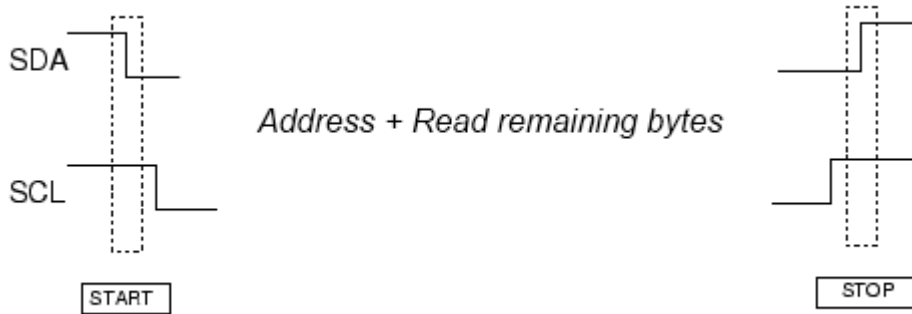 SDA
Address + Read remaining bytes
SCL
START
STOP